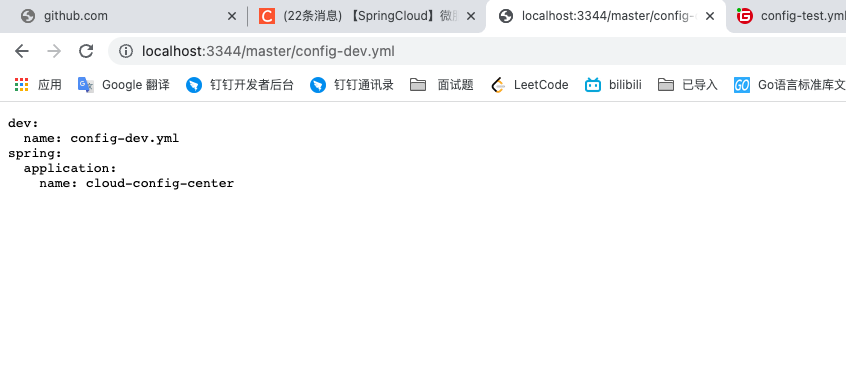 github.com
(22条消息) 【SpringCloud】微
localhost:3344/master/config-
config-test.yml
localhost:3344/master/config-dev.yml
应用
Google 翻译
钉钉开发者后台
钉钉通讯录
面试题
LeetCode
bilibili
已导入
GO
Go语言标准库文
dev:
  name: config-dev.yml
spring:
  application:
    name: cloud-config-center